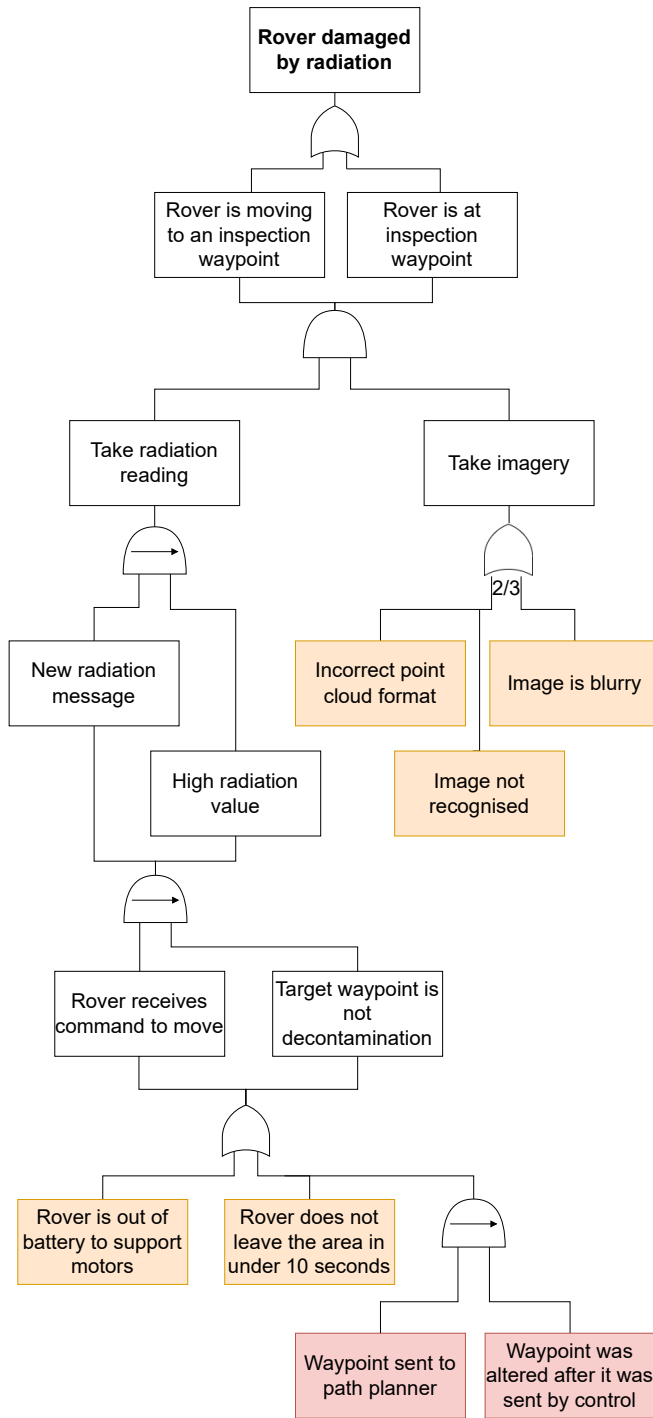 Rover damaged
by radiation
Rover is moving
to an inspection
waypoint
Rover is at
inspection
waypoint
Take radiation
reading
Take imagery
2/3
New radiation
message
Incorrect point
cloud format
Image is blurry
High radiation
value
Image not
recognised
Rover receives
command to move
Target waypoint is
not
decontamination
Rover is out of
battery to support
motors
Rover does not
leave the area in
under 10 seconds
Waypoint sent to
path planner
Waypoint was
altered after it was
sent by control